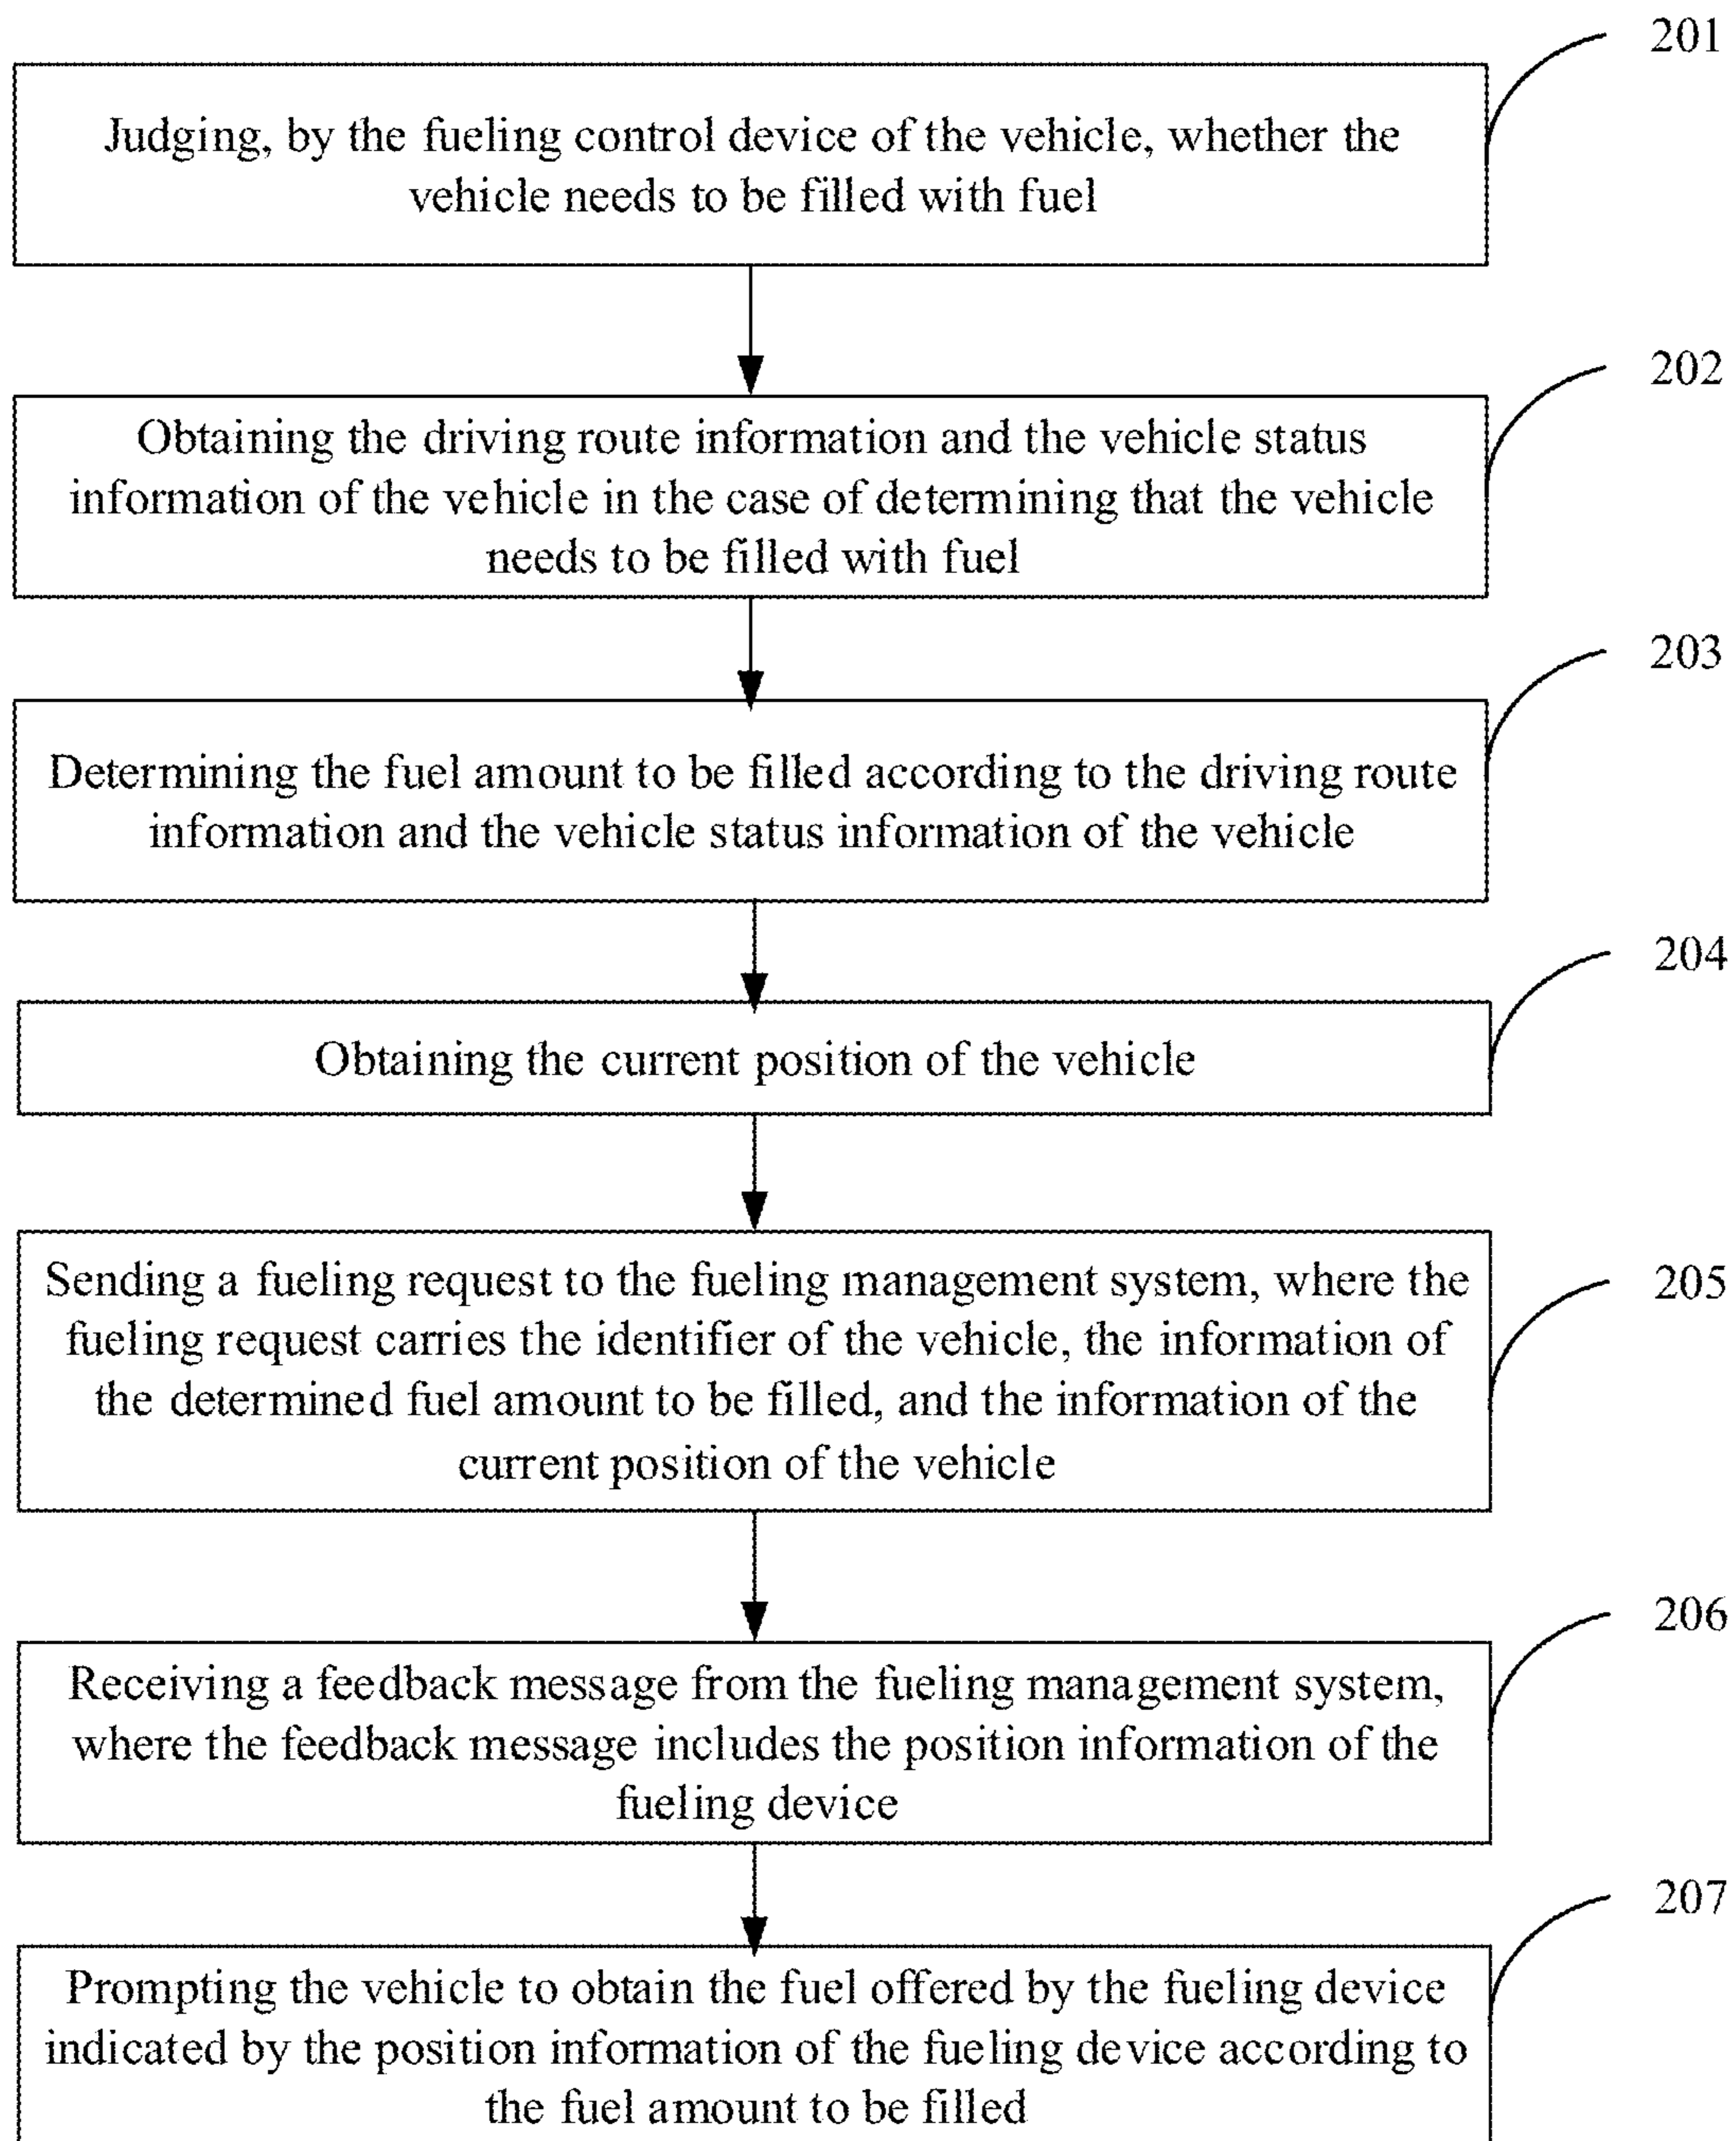 201
Judging, by the fueling control device of the vehicle, whether the
vehicle needs to be filled with fuel
202
Obtaining the driving route information and the vehicle status
information of the vehicle in the case of determining that the vehicle
needs to be filled with fuel
203
Determining the fuel amount to be filled according to the driving route
information and the vehicle status information of the vehicle
204
Obtaining the current position of the vehicle
205
Sending a fueling request to the fueling management system, where the
fueling request carries the identifier of the vehicle, the information of
the determined fuel amount to be filled, and the information of the
current position of the vehicle
206
Receiving a feedback message from the fueling management system,
where the feedback message includes the position information of the
fueling device
207
Prompting the vehicle to obtain the fuel offered by the fueling device
indicated by the position information of the fueling device according to
the fuel amount to be filled